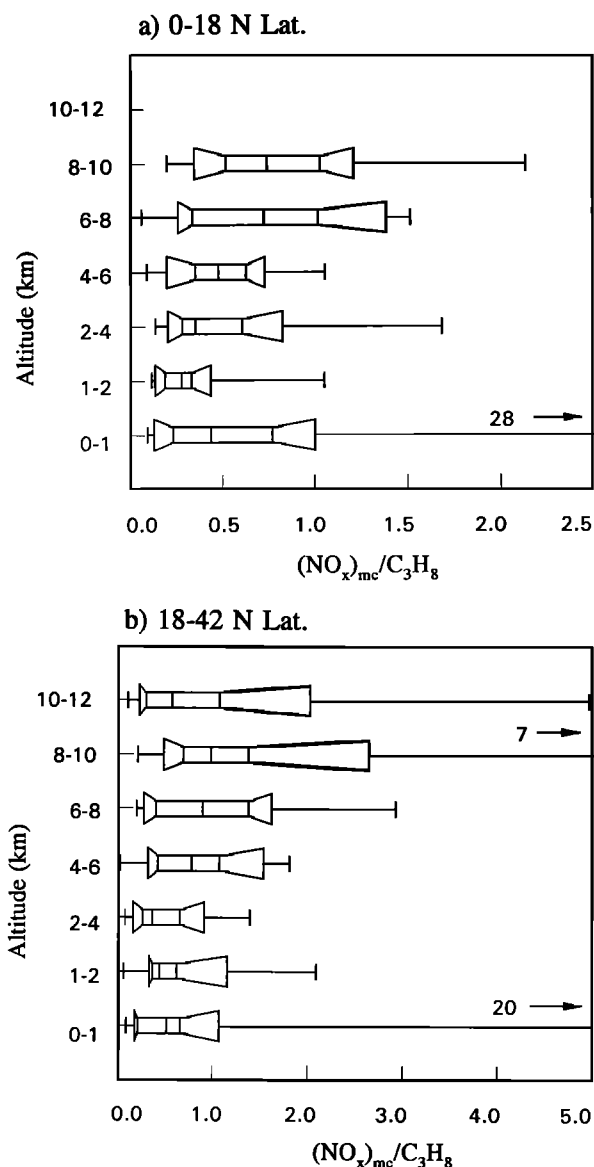 a) 0-18 N Lat.
10-12
8-10
6-8
4-6
2-4
1-2
0-1
Altitude (km)
28
0.0 0.5 1.0 1.5 2.0 2.5
(NOx)mc/C3H8
b) 18-42 N Lat.
10-12
8-10
6-8
4-6
2-4
1-2
0-1
Altitude (km)
7
20
0.0 1.0 2.0 3.0 4.0 5.0
(NOx)mc/C3H8